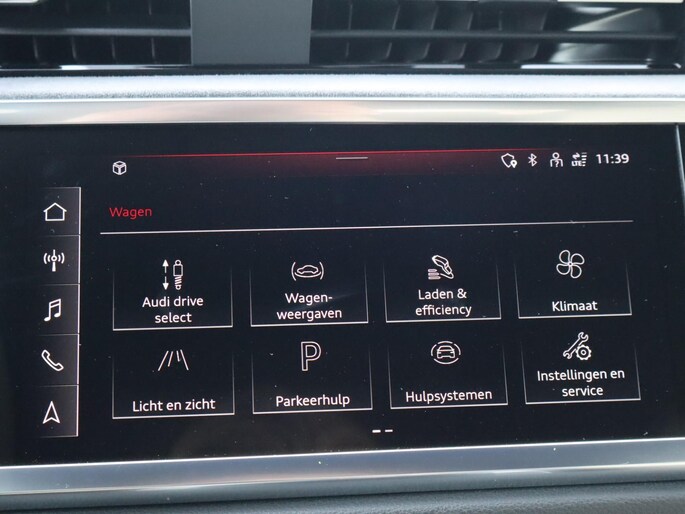 LTE 11:39
Wagen
Audi drive
select
Wagen-
weergaven
Laden &
efficiency
Klimaat
Licht en zicht
P
Parkeerhulp
Hulpsystemen
Instellingen en
service